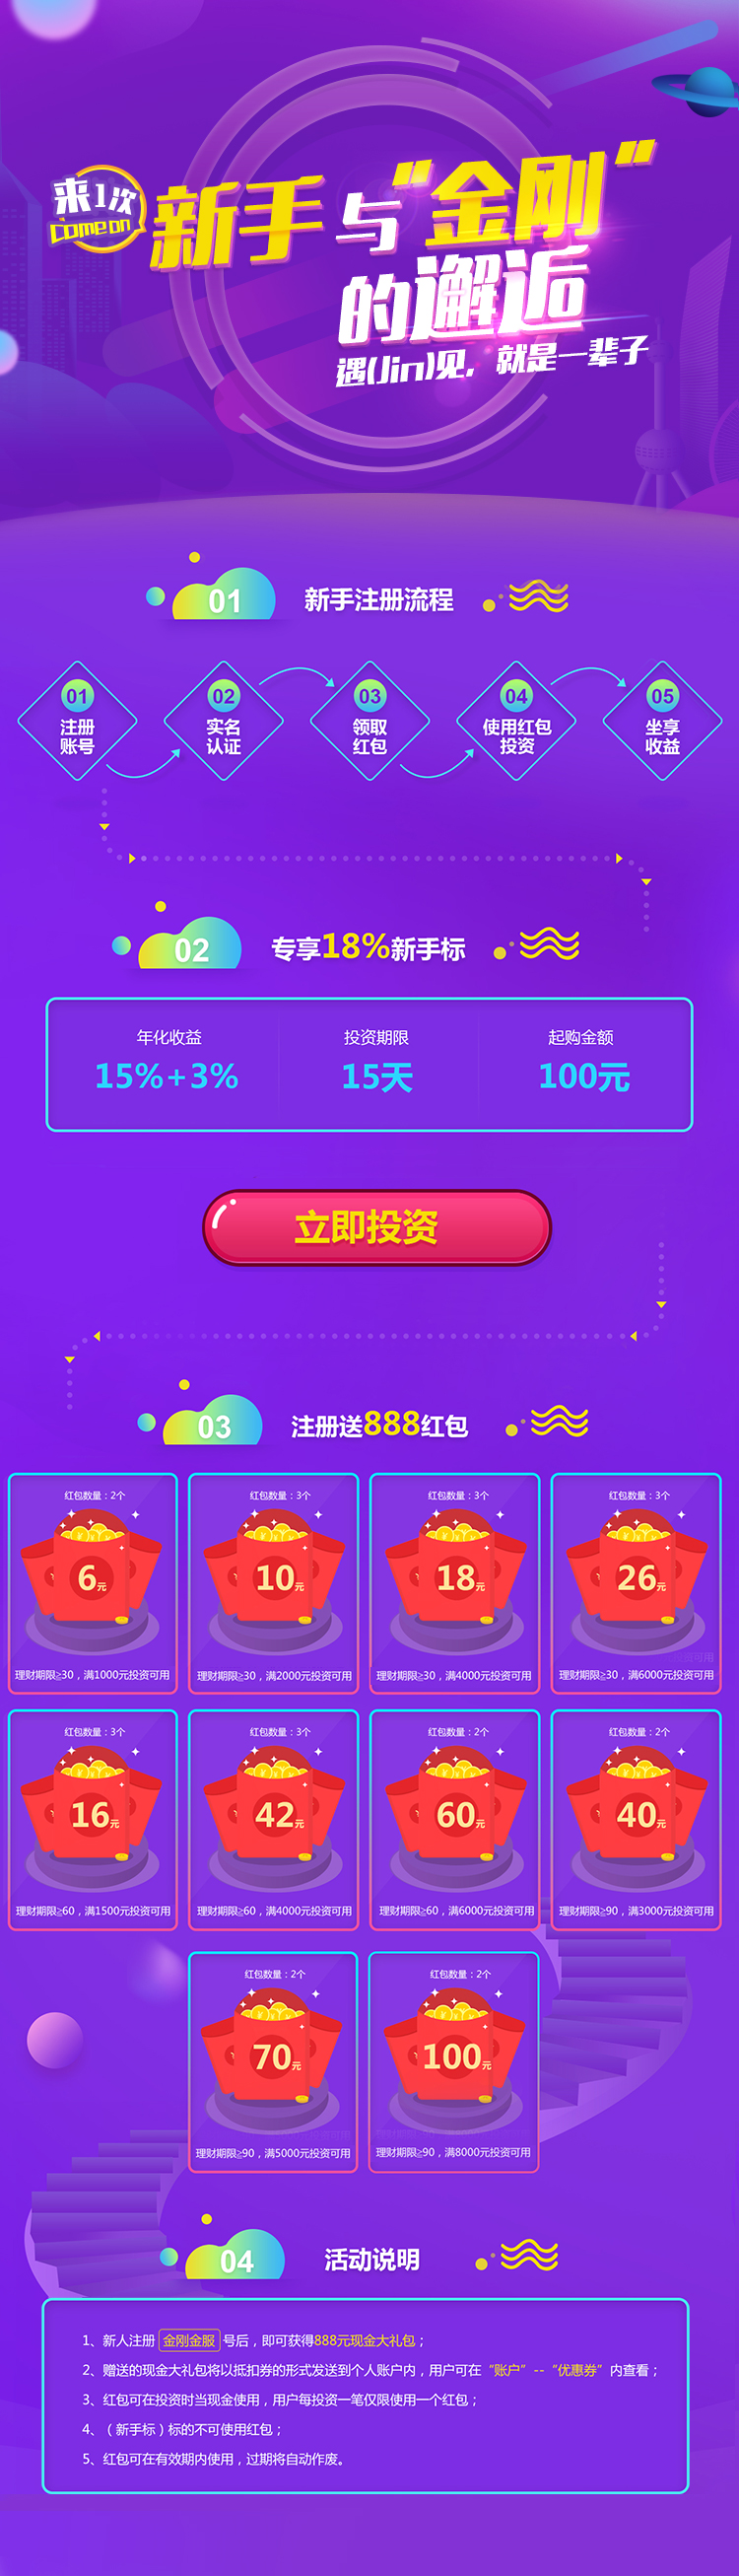 来1次
Come on
新手与“金刚“
的邂逅
遇(Jin)见，就是一辈子
01 新手注册流程
01 注册账号
02 实名认证
03 领取红包
04 使用红包投资
05 坐享收益
02 专享18%新手标
年化收益 投资期限 起购金额
15%+3% 15天 100元
立即投资
03 注册送888红包
红包数量：2个
6元
理财期限≧30，满1000元投资可用
红包数量：3个
10元
理财期限≧30，满2000元投资可用
红包数量：3个
18元
理财期限≧30，满4000元投资可用
红包数量：3个
26元
理财期限≧30，满6000元投资可用
红包数量：3个
16元
理财期限≧60，满1500元投资可用
红包数量：3个
42元
理财期限≧60，满4000元投资可用
红包数量：2个
60元
理财期限≧60，满6000元投资可用
红包数量：2个
40元
理财期限≧90，满3000元投资可用
红包数量：2个
70元
理财期限≧90，满5000元投资可用
红包数量：2个
100元
理财期限≧90，满8000元投资可用
04 活动说明
1、新人注册 金刚金服 号后，即可获得888元现金大礼包；
2、赠送的现金大礼包将以抵扣券的形式发送到个人账户内，用户可在“账户”--“优惠券”内查看；
3、红包可在投资时当现金使用，用户每投资一笔仅限使用一个红包；
4、（新手标）标的不可使用红包；
5、红包可在有效期内使用，过期将自动作废。